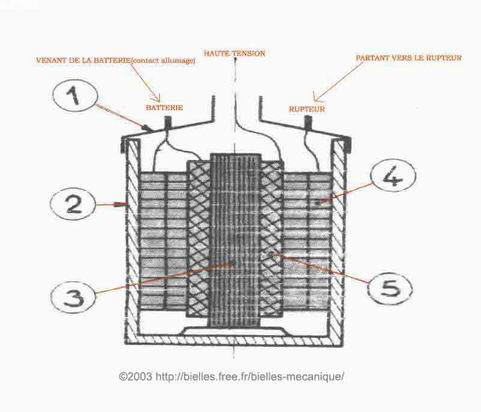 HAUTE TENSION
VENANT DE LA BATTERIE(contact allumage)
PARTANT VERS LE RUPTEUR
BATTERIE
RUPTEUR
1
2
3
4
5
©2003 http://bielles.free.fr/bielles-mecanique/